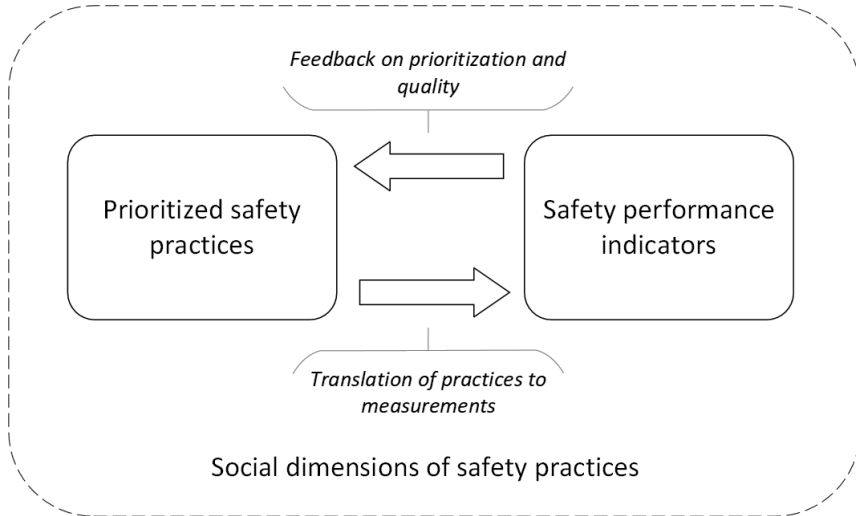 Feedback on prioritization and
quality
Prioritized safety
practices
Safety performance
indicators
Translation of practices to
measurements
Social dimensions of safety practices